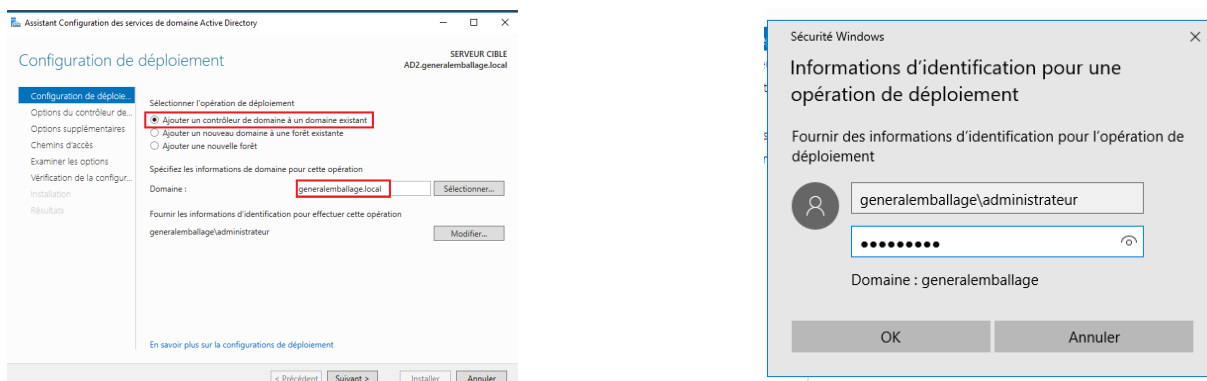 Assistant Configuration des services de domaine Active Directory
Configuration de déploiement
SERVEUR CIBLE
AD2.generalemballage.local
Configuration de déploie...
Options du contrôleur de...
Options supplémentaires
Chemins d'accès
Examiner les options
Vérification de la configur...
Installation
Résultats
Sélectionner l'opération de déploiement
Ajouter un contrôleur de domaine à un domaine existant
Ajouter un nouveau domaine à une forêt existante
Ajouter une nouvelle forêt
Spécifiez les informations de domaine pour cette opération
Domaine : generalemballage.local Sélectionner...
Fournir les informations d'identification pour effectuer cette opération
generalemballage\administrateur Modifier...
En savoir plus sur la configurations de déploiement
< Précédent Suivant > Installer Annuler
Sécurité Windows
Informations d'identification pour une
opération de déploiement
Fournir des informations d'identification pour l'opération de
déploiement
generalemballage\administrateur
●●●●●●●●●
Domaine : generalemballage
OK Annuler